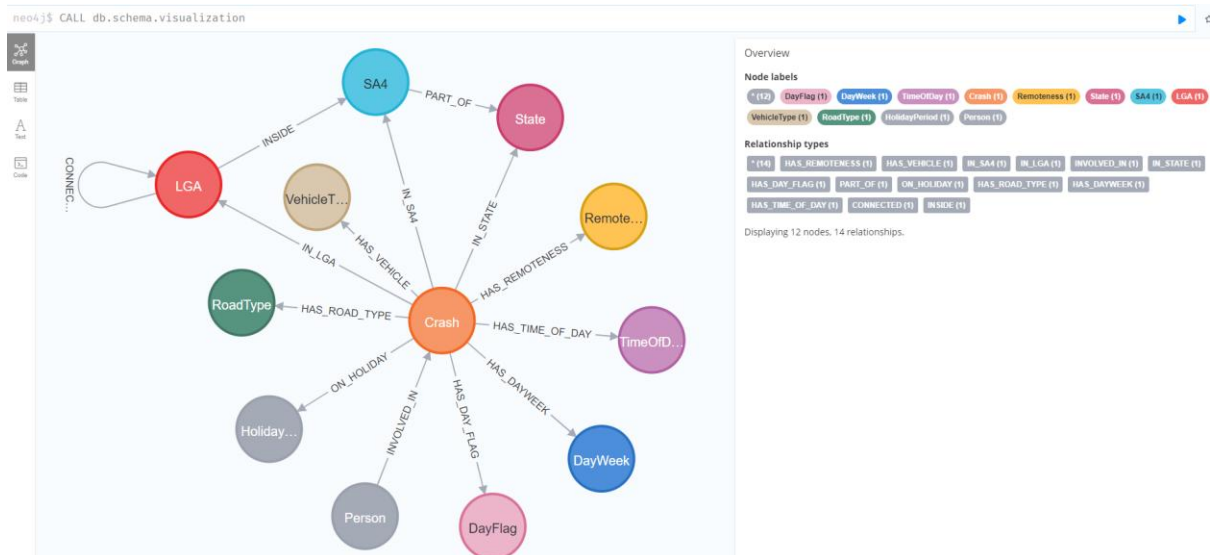 neo4j$ CALL db.schema.visualization
Graph
Table
Text
Code
SA4
PART_OF
State
INSIDE
CONNEC...
LGA
VehicleT...
IN_SA4
IN_STATE
Remote...
IN_LGA
HAS_VEHICLE
HAS_REMOTENESS
RoadType
HAS_ROAD_TYPE
Crash
HAS_TIME_OF_DAY
TimeOfD...
ON_HOLIDAY
HAS_DAYWEEK
INVOLVED_IN
HAS_DAY_FLAG
Holiday...
DayWeek
Person
DayFlag
Overview
Node labels
* (12) DayFlag (1) DayWeek (1) TimeOfDay (1) Crash (1) Remoteness (1) State (1) SA4 (1) LGA (1)
VehicleType (1) RoadType (1) HolidayPeriod (1) Person (1)
Relationship types
* (14) HAS_REMOTENESS (1) HAS_VEHICLE (1) IN_SA4 (1) IN_LGA (1) INVOLVED_IN (1) IN_STATE (1)
HAS_DAY_FLAG (1) PART_OF (1) ON_HOLIDAY (1) HAS_ROAD_TYPE (1) HAS_DAYWEEK (1)
HAS_TIME_OF_DAY (1) CONNECTED (1) INSIDE (1)
Displaying 12 nodes, 14 relationships.